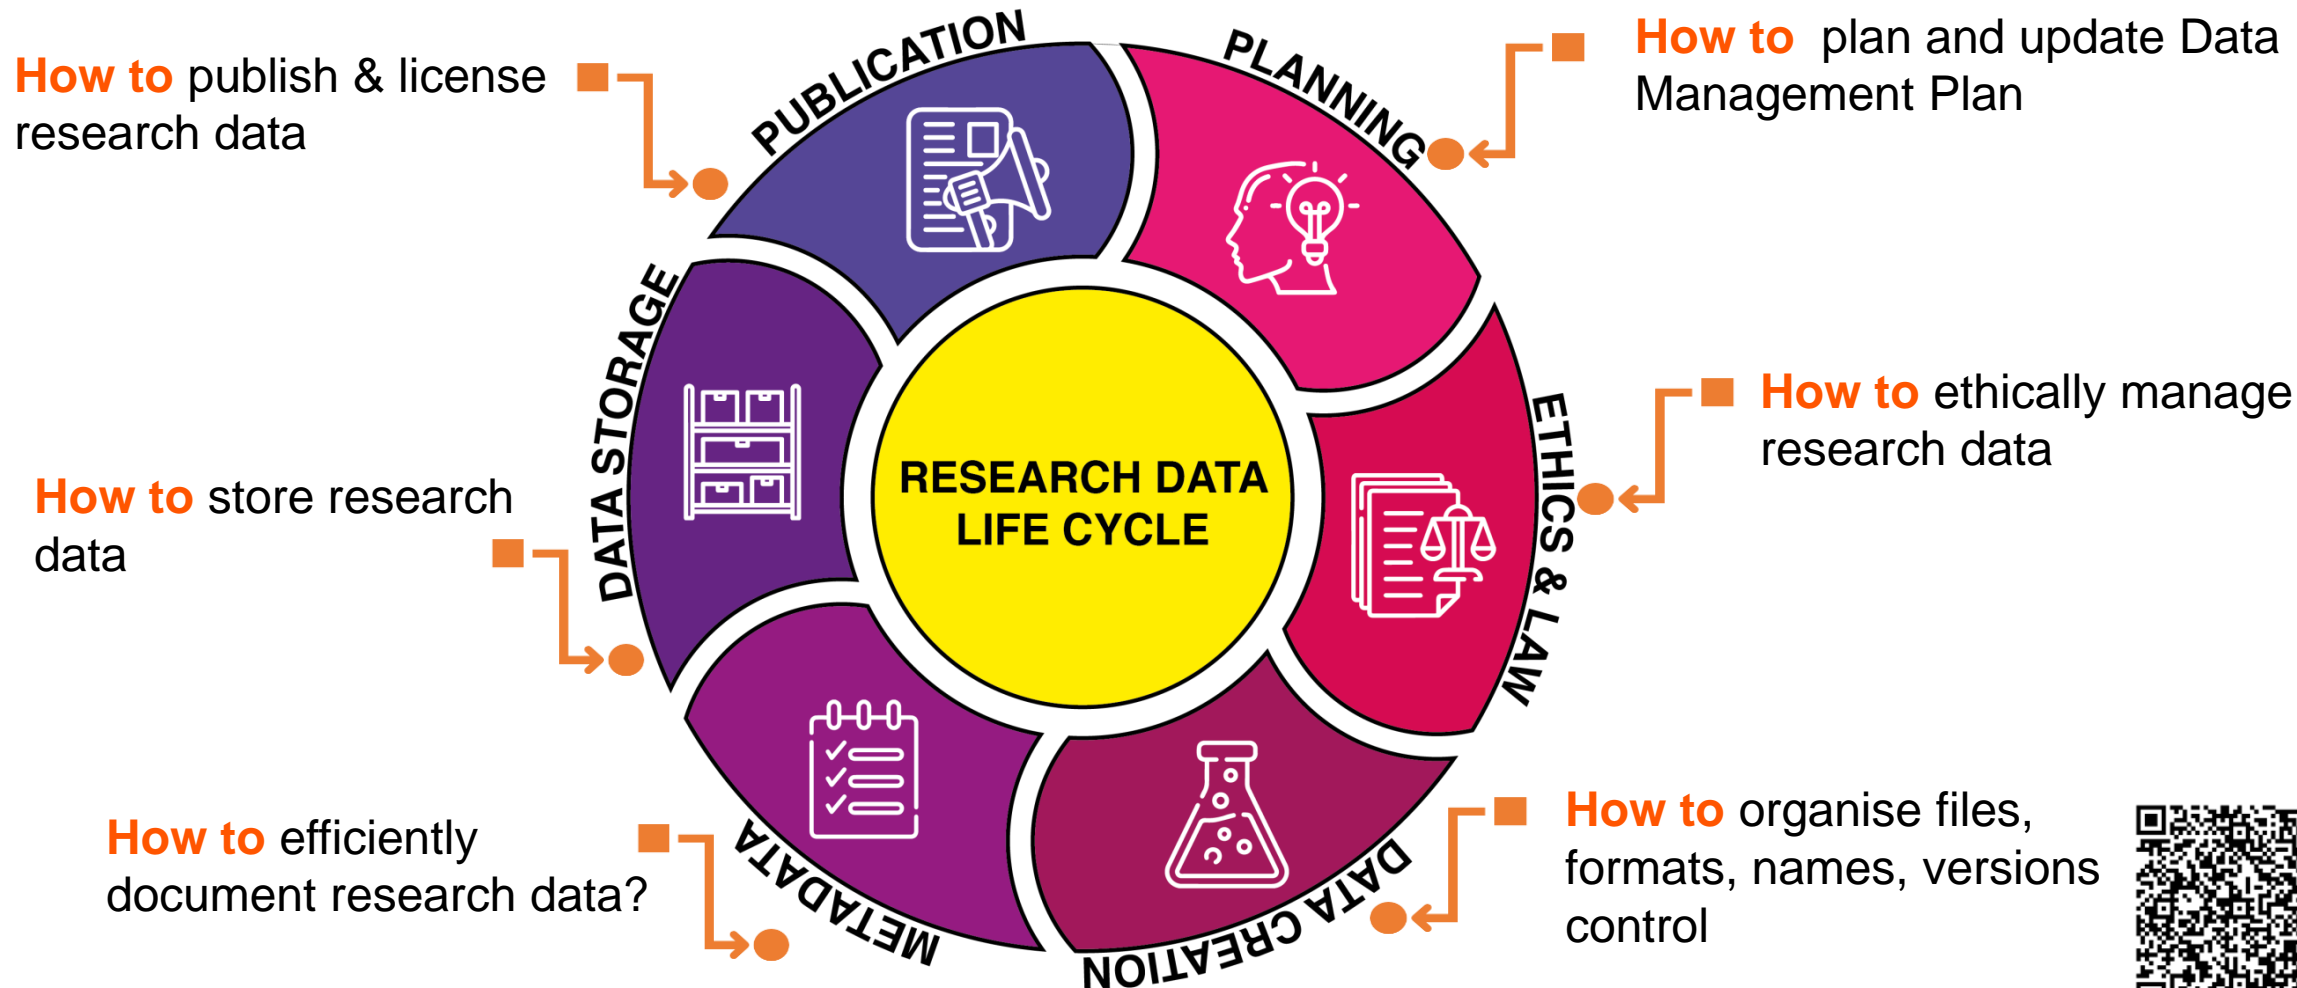 How to publish & license
research data
PUBLICATION
PLANNING
How to plan and update Data
Management Plan
DATA STORAGE
RESEARCH DATA
LIFE CYCLE
ETHICS & LAW
How to ethically manage
research data
How to store research
data
METADATA
How to efficiently
document research data?
DATA CREATION
How to organise files,
formats, names, versions
control